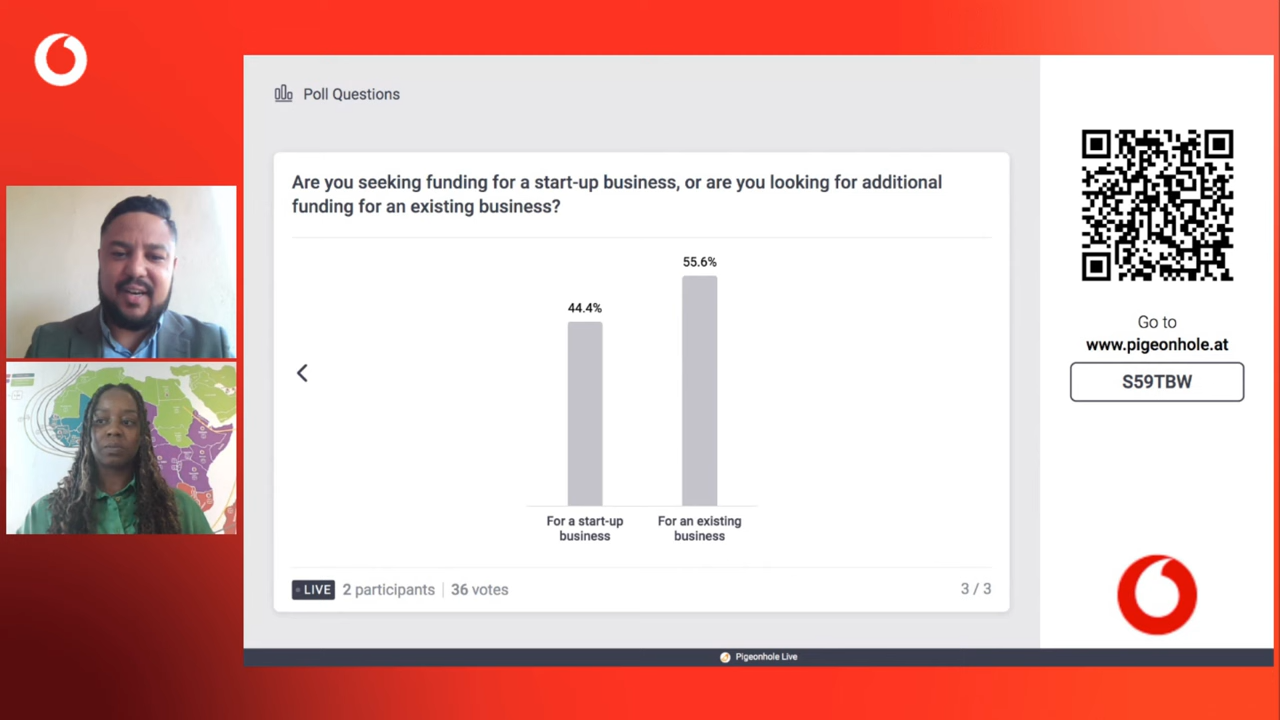 Poll Questions
Are you seeking funding for a start-up business, or are you looking for additional
funding for an existing business?
44.4%
55.6%
For a start-up
business
For an existing
business
LIVE 2 participants | 36 votes
3 / 3
Go to
www.pigeonhole.at
S59TBW
Pigeonhole Live